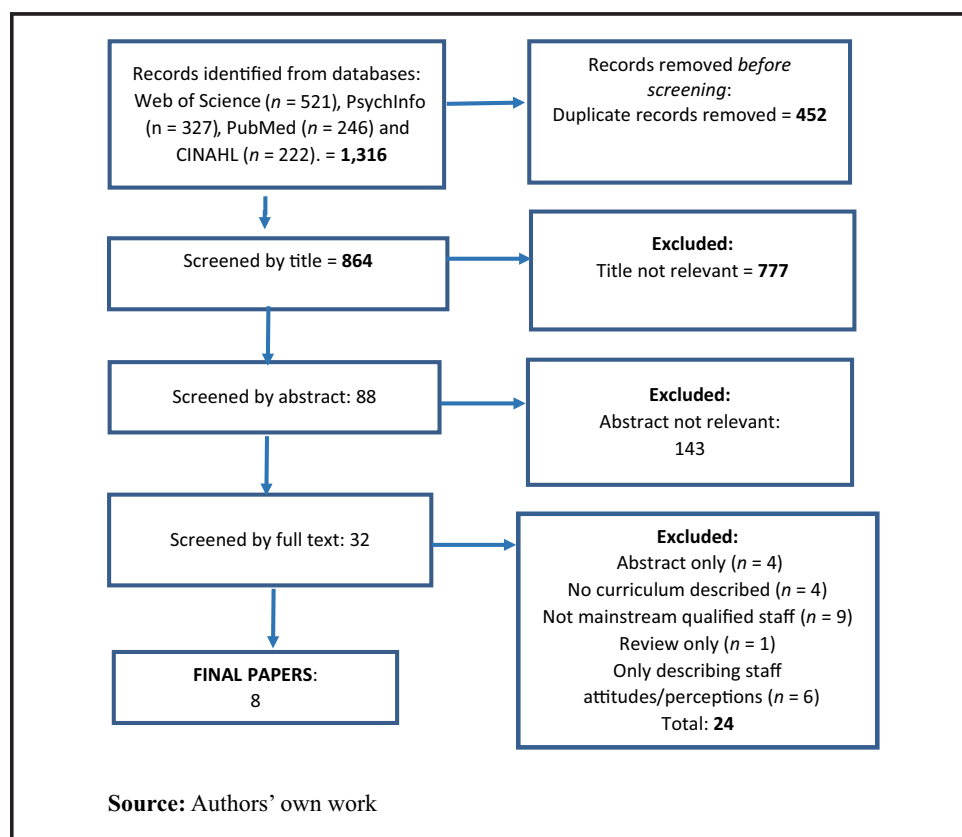 Records identified from databases:
Web of Science (n = 521), PsychInfo
(n = 327), PubMed (n = 246) and
CINAHL (n = 222). = 1,316
Records removed before
screening:
Duplicate records removed = 452
Screened by title = 864
Excluded:
Title not relevant = 777
Screened by abstract: 88
Excluded:
Abstract not relevant:
143
Screened by full text: 32
Excluded:
Abstract only (n = 4)
No curriculum described (n = 4)
Not mainstream qualified staff (n = 9)
Review only (n = 1)
Only describing staff
attitudes/perceptions (n = 6)
Total: 24
FINAL PAPERS:
8
Source: Authors’ own work